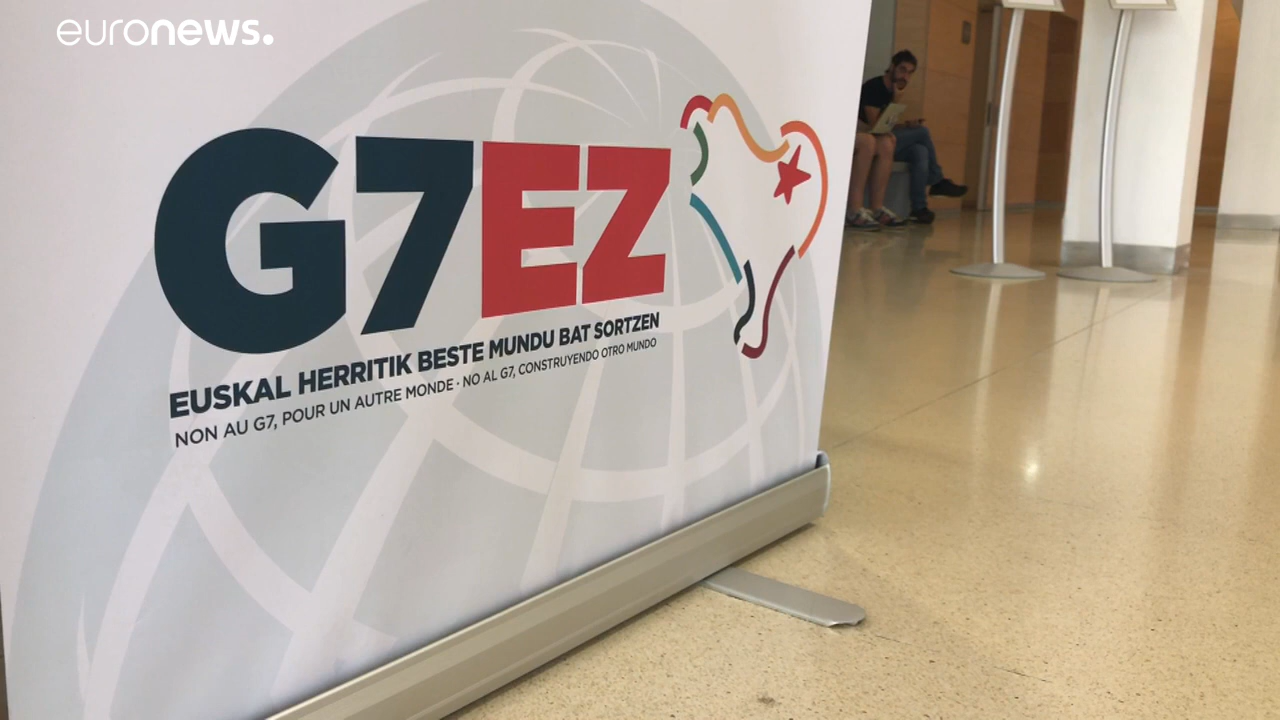 euronews.
G7EZ
EUSKAL HERRITIK BESTE MUNDU BAT SORTZEN
NON AU G7, POUR UN AUTRE MONDE · NO AL G7, CONSTRUYENDO OTRO MUNDO